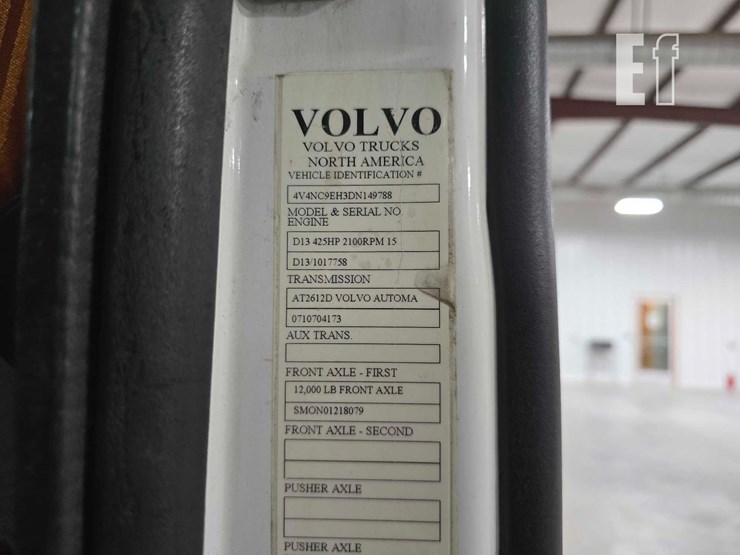 Ef
VOLVO
VOLVO TRUCKS
NORTH AMERICA
VEHICLE IDENTIFICATION #
4V4NC9EH3DN149788
MODEL & SERIAL NO
ENGINE
D13 425HP 2100RPM 15
D13/1017758
TRANSMISSION
AT2612D VOLVO AUTOMA
0710704173
AUX TRANS.
FRONT AXLE - FIRST
12,000 LB FRONT AXLE
SMON01218079
FRONT AXLE - SECOND
PUSHER AXLE
PUSHER AXLE